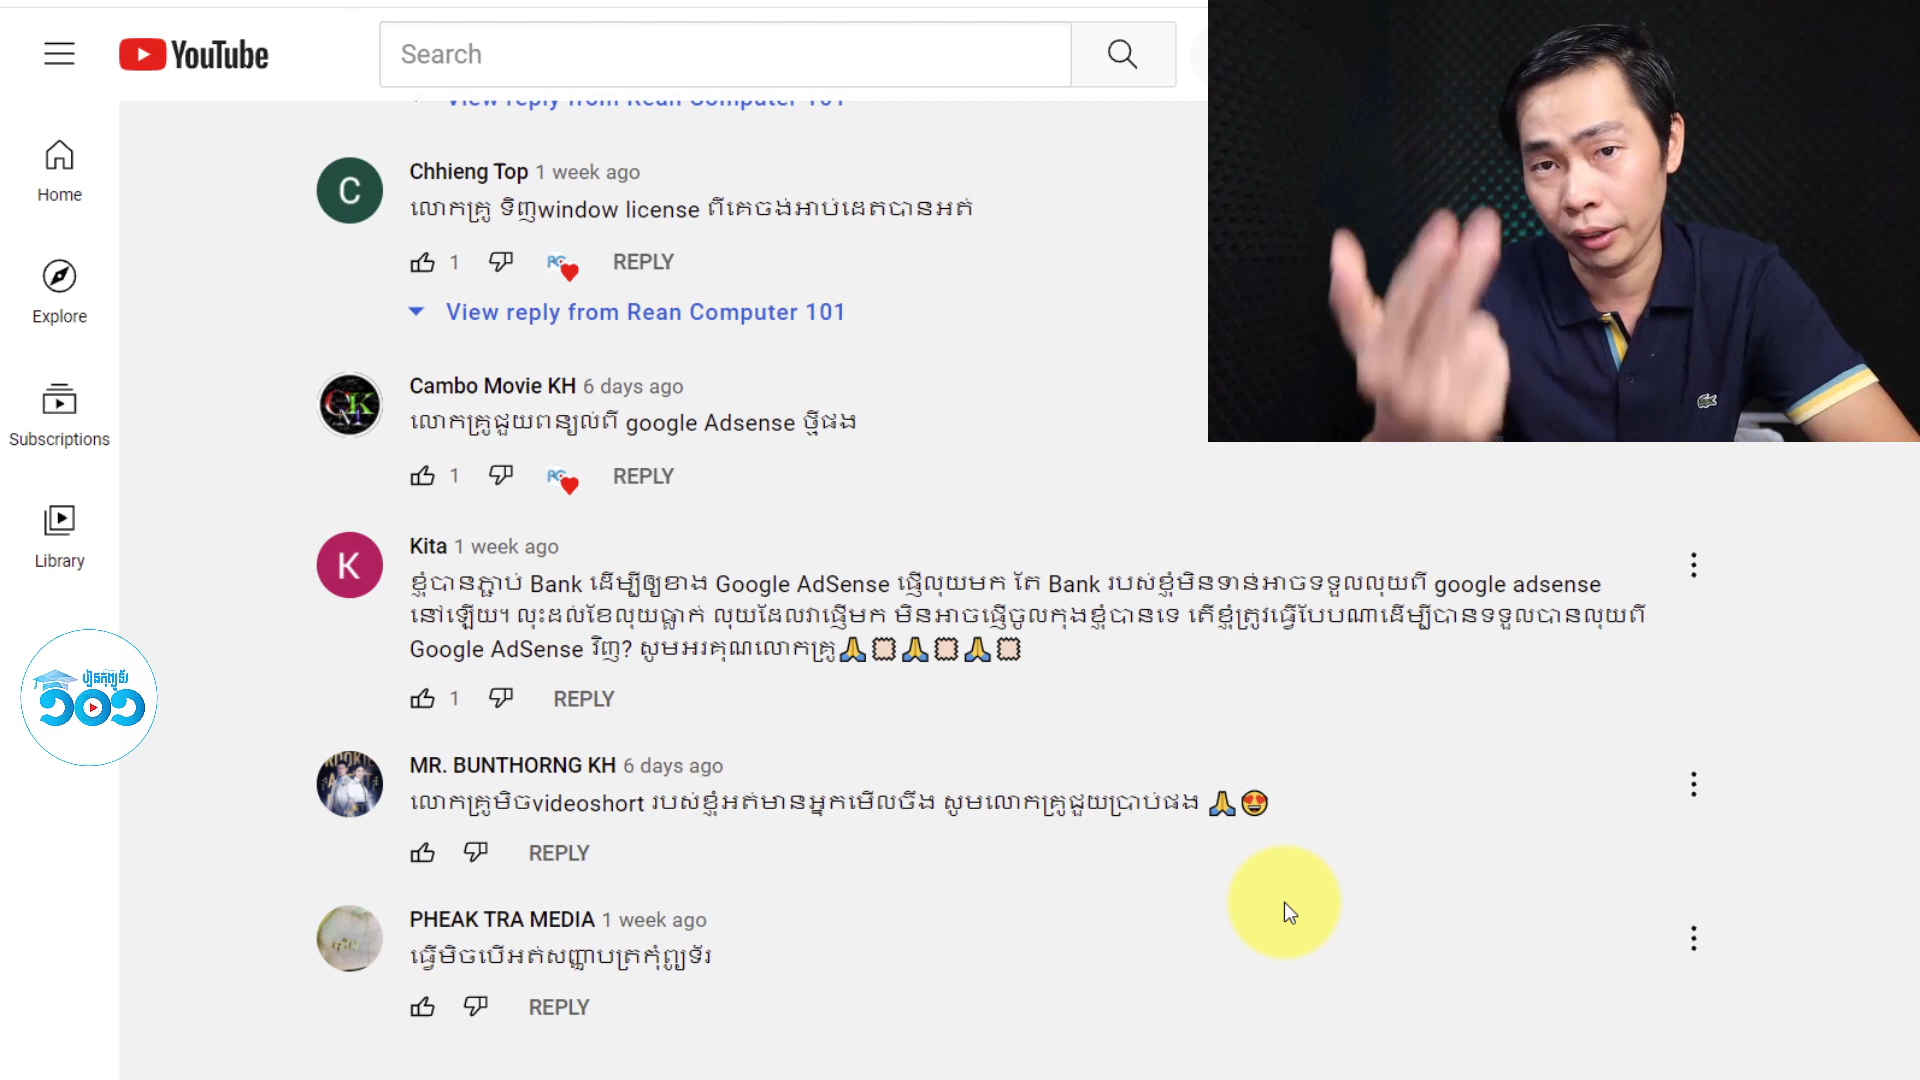 YouTube
Search
View reply from Rean Computer 101
Home
Explore
Subscriptions
Library
រៀនកុំព្យូទ័រ
១០១
Chhieng Top 1 week ago
លោកគ្រូ ទិញwindow license ពីគេចង់អាប់ដេតបានអត់
1 REPLY
View reply from Rean Computer 101
Cambo Movie KH 6 days ago
លោកគ្រូជួយពន្យល់ពី google Adsense ថ្មីផង
1 REPLY
Kita 1 week ago
ខ្ញុំបានភ្ជាប់ Bank ដើម្បីឲ្យខាង Google AdSense ផ្ញើលុយមក តែ Bank របស់ខ្ញុំមិនទាន់អាចទទួលលុយពី google adsense
នៅឡើយ។ លុះដល់ខែលុយធ្លាក់ លុយដែលវាផ្ញើមក មិនអាចផ្ញើចូលកុងខ្ញុំបានទេ តើខ្ញុំត្រូវធ្វើបែបណាដើម្បីបានទទួលបានលុយពី
Google AdSense វិញ? សូមអរគុណលោកគ្រូ🙏🏻🙏🏻🙏🏻
1 REPLY
MR. BUNTHORNG KH 6 days ago
លោកគ្រូមិចvideoshort របស់ខ្ញុំអត់មានអ្នកមើលចឹង សូមលោកគ្រូជួយប្រាប់ផង 🙏😍
REPLY
PHEAK TRA MEDIA 1 week ago
ធ្វើមិចបើអត់សញ្ញាបត្រកុំព្យូទ័រ
REPLY